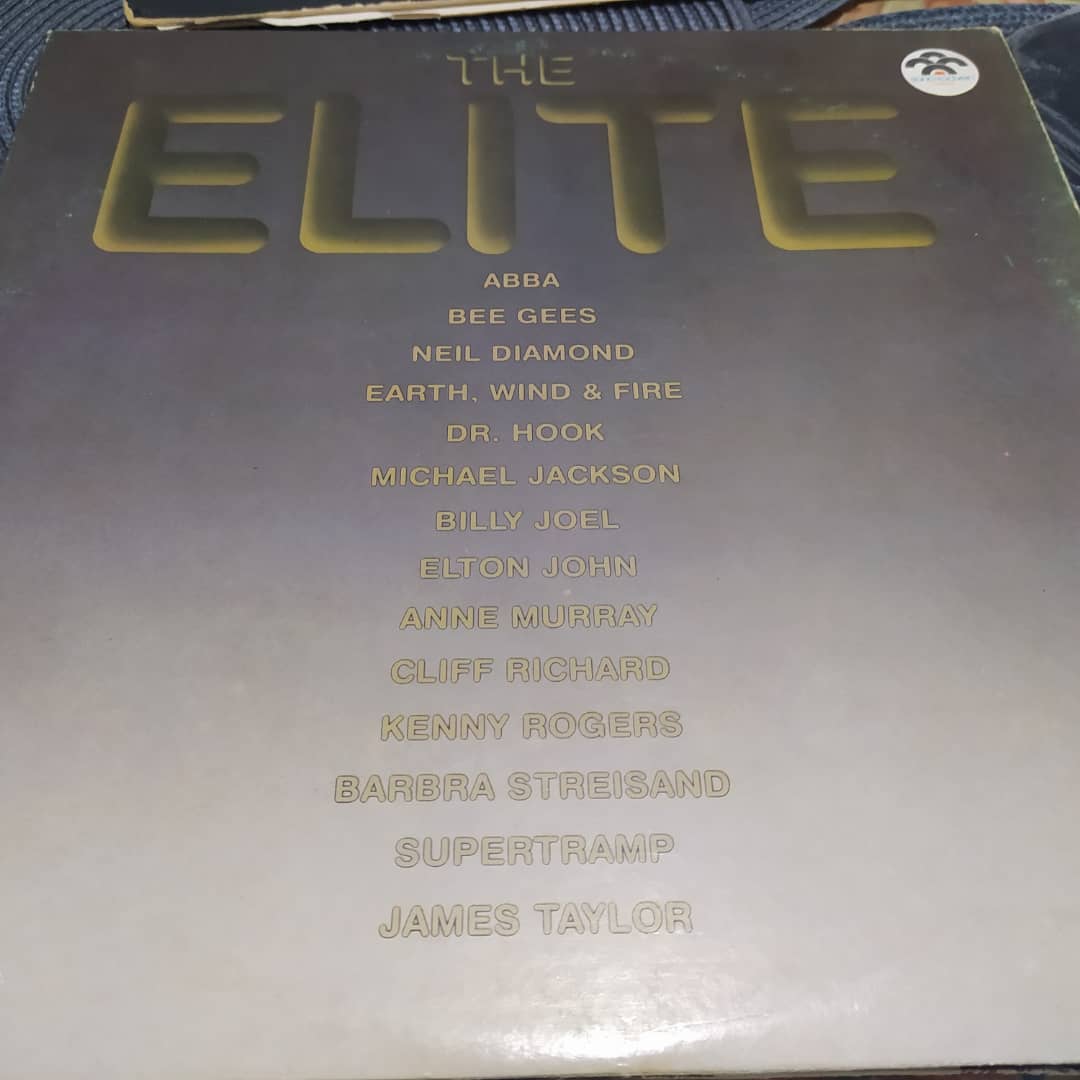 THE
ELITE
ABBA
BEE GEES
NEIL DIAMOND
EARTH, WIND & FIRE
DR. HOOK
MICHAEL JACKSON
BILLY JOEL
ELTON JOHN
ANNE MURRAY
CLIFF RICHARD
KENNY ROGERS
BARBRA STREISAND
SUPERTRAMP
JAMES TAYLOR